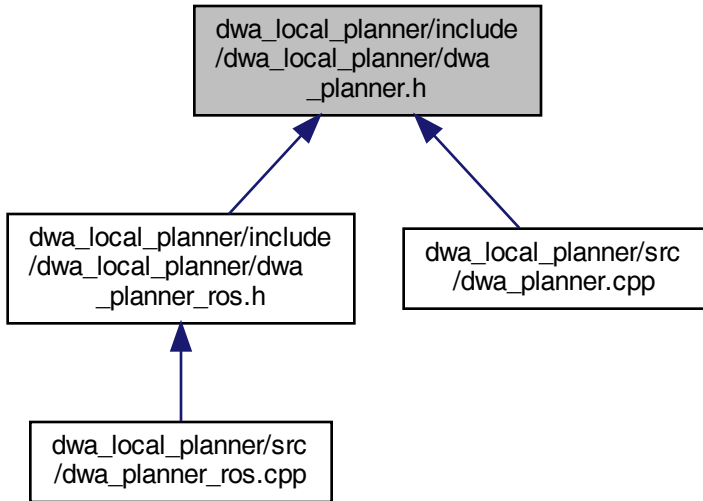 dwa_local_planner/include
/dwa_local_planner/dwa
_planner.h
dwa_local_planner/include
/dwa_local_planner/dwa
_planner_ros.h
dwa_local_planner/src
/dwa_planner.cpp
dwa_local_planner/src
/dwa_planner_ros.cpp